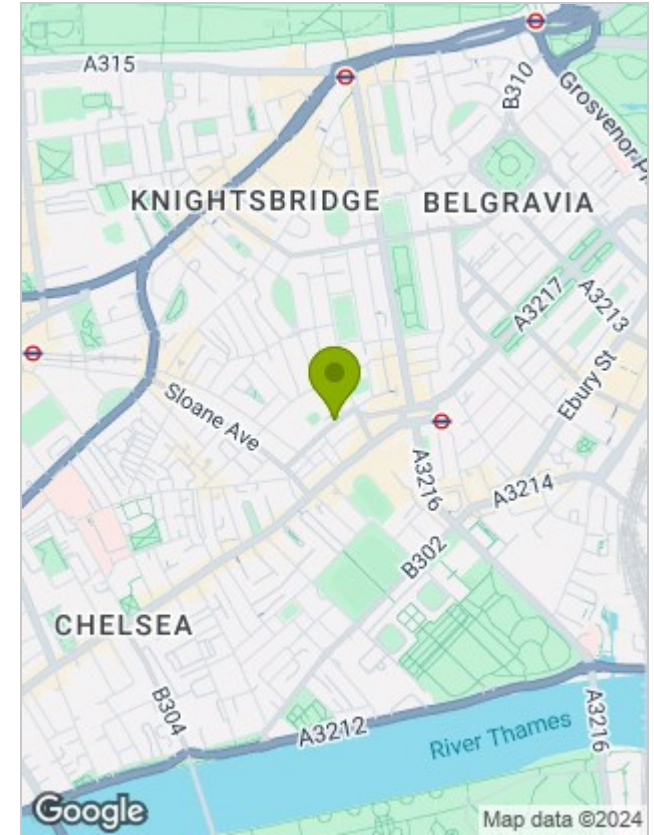 A315
B310
Grosvenor Pl
KNIGHTSBRIDGE
BELGRAVIA
A3217
A3213
Ebury St
Sloane Ave
A3216
A3214
B302
CHELSEA
B304
A3212
River Thames
A3216
Google
Map data ©2024